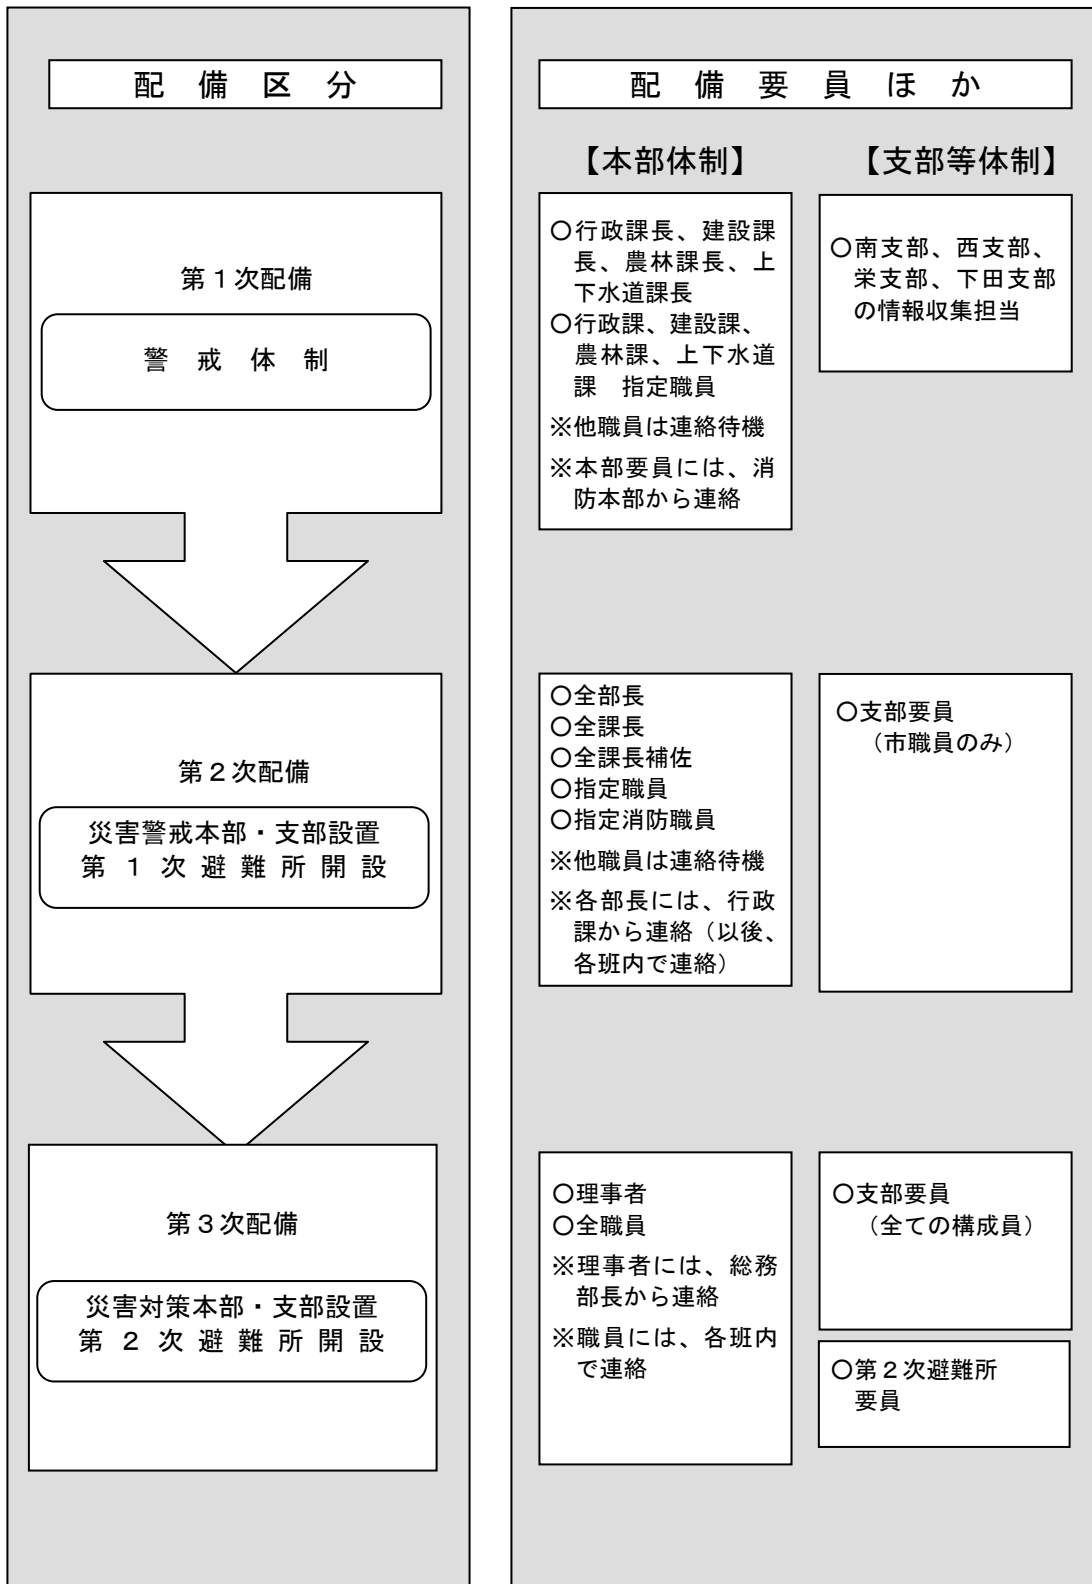 配備区分
第１次配備
警戒体制
第２次配備
災害警戒本部・支部設置
第１次避難所開設
第３次配備
災害対策本部・支部設置
第２次避難所開設
配備要員ほか
【本部体制】
【支部等体制】
○行政課長、建設課
長、農林課長、上
下水道課長
○行政課、建設課、
農林課、上下水道
課　指定職員
※他職員は連絡待機
※本部要員には、消
防本部から連絡
○南支部、西支部、
栄支部、下田支部
の情報収集担当
○全部長
○全課長
○全課長補佐
○指定職員
○指定消防職員
※他職員は連絡待機
※各部長には、行政
課から連絡（以後、
各班内で連絡）
○支部要員
（市職員のみ）
○理事者
○全職員
※理事者には、総務
部長から連絡
※職員には、各班内
で連絡
○支部要員
（全ての構成員）
○第２次避難所
要員